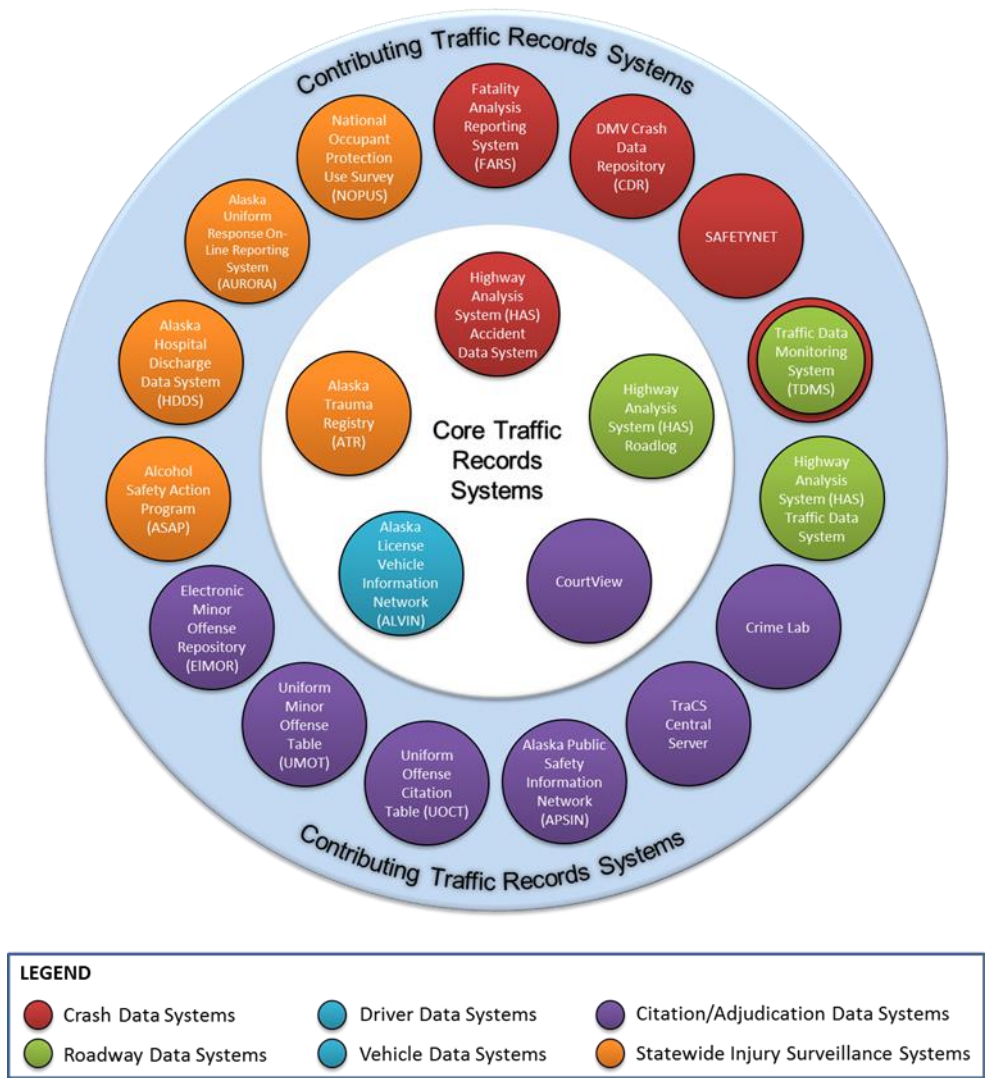 Contributing Traffic Records Systems
Fatality
Analysis
Reporting
System
(FARS)
DMV Crash
Data
Repository
(CDR)
SAFETYNET
Traffic Data
Monitoring
System
(TDMS)
Highway
Analysis
System (HAS)
Traffic Data
System
Crime Lab
TraCS
Central
Server
Alaska Public
Safety
Information
Network
(APSIN)
Uniform
Offense
Citation
Table (UOCT)
Uniform
Minor
Offense
Table
(UMOT)
Electronic
Minor
Offense
Repository
(EIMOR)
Alcohol
Safety Action
Program
(ASAP)
Alaska
Hospital
Discharge
Data System
(HDDS)
Alaska
Uniform
Response On-
Line Reporting
System
(AURORA)
National
Occupant
Protection
Use Survey
(NOPUS)
Highway
Analysis
System (HAS)
Accident
Data System
Highway
Analysis
System (HAS)
Roadlog
CourtView
Alaska
License
Vehicle
Information
Network
(ALVIN)
Alaska
Trauma
Registry
(ATR)
Core Traffic
Records
Systems
Contributing Traffic Records Systems
LEGEND
Crash Data Systems
Driver Data Systems
Citation/Adjudication Data Systems
Roadway Data Systems
Vehicle Data Systems
Statewide Injury Surveillance Systems